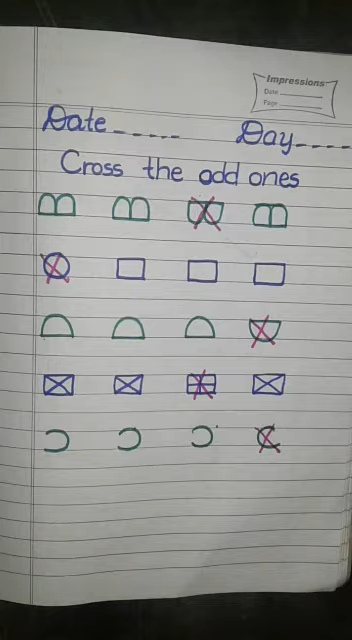 Impressions
Date
Page
Date------ Day----
Cross the odd ones